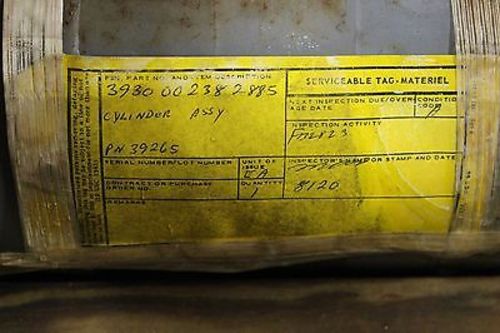 FSN, PART NO. AND ITEM DESCRIPTION
3930 00 238 2885
CYLINDER ASSY
PN 39265
SERIAL NUMBER/LOT NUMBER
UNIT OF ISSUE
EA
CONTRACT OR PURCHASE ORDER NO.
QUANTITY
1
REMARKS
SERVICEABLE TAG-MATERIEL
NEXT INSPECTION DUE/OVERAGE DATE
CONDITION CODE
A
INSPECTION ACTIVITY
INSPECTOR'S NAME OR STAMP AND DATE
8120